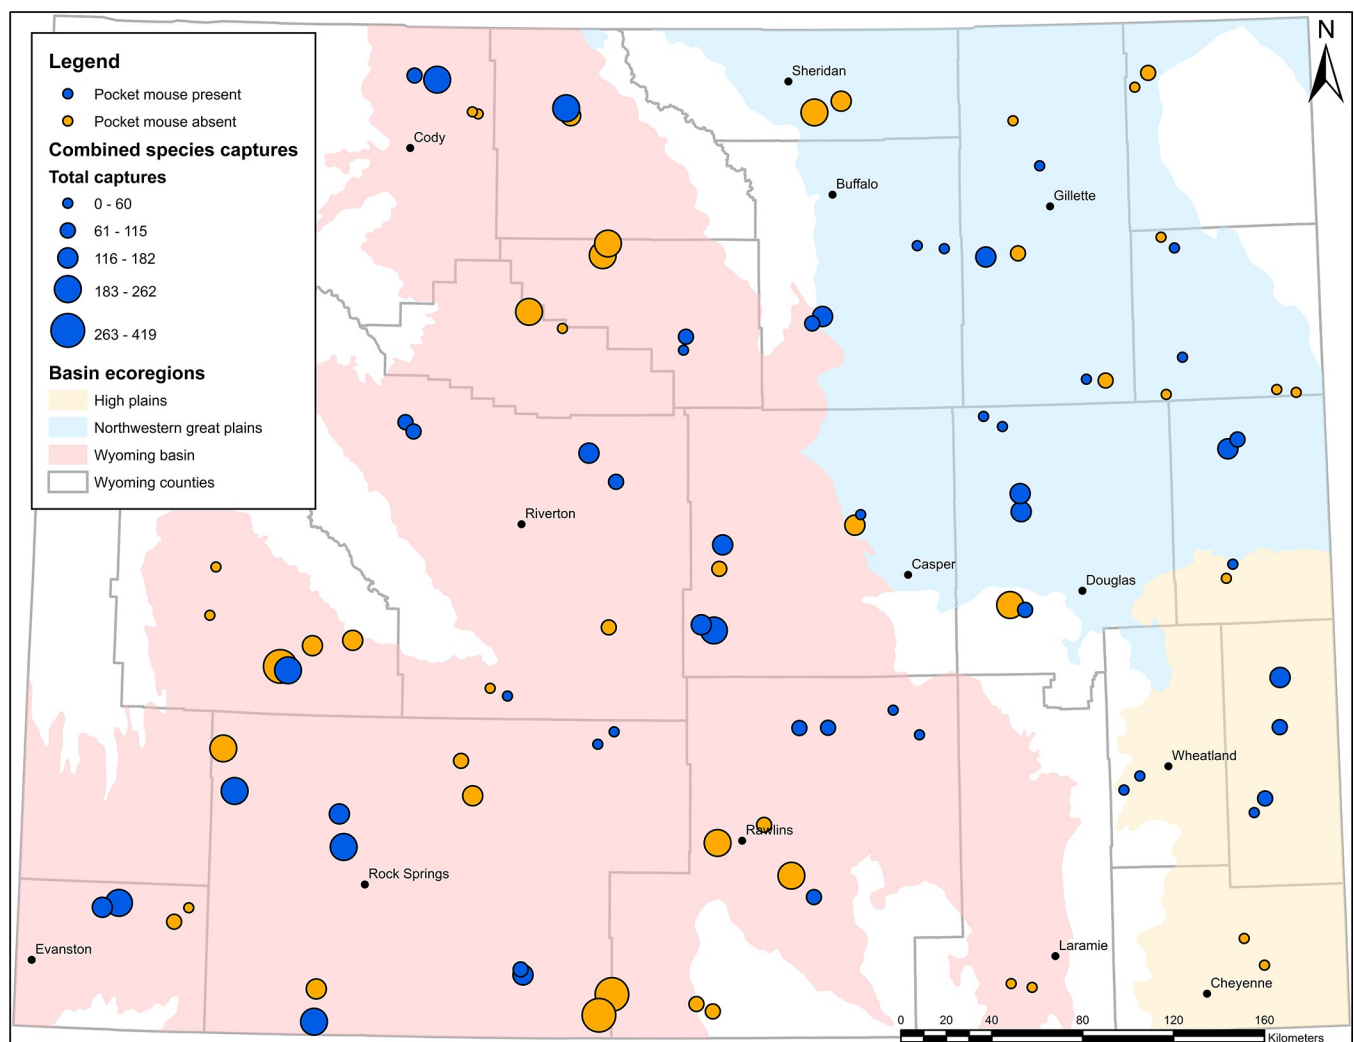 N
Legend
Pocket mouse present
Pocket mouse absent
Combined species captures
Total captures
0 - 60
61 - 115
116 - 182
183 - 262
263 - 419
Basin ecoregions
High plains
Northwestern great plains
Wyoming basin
Wyoming counties
Sheridan
Cody
Buffalo
Gillette
Riverton
Casper
Douglas
Wheatland
Rawlins
Rock Springs
Evanston
Laramie
Cheyenne
0 20 40 80 120 160
Kilometers